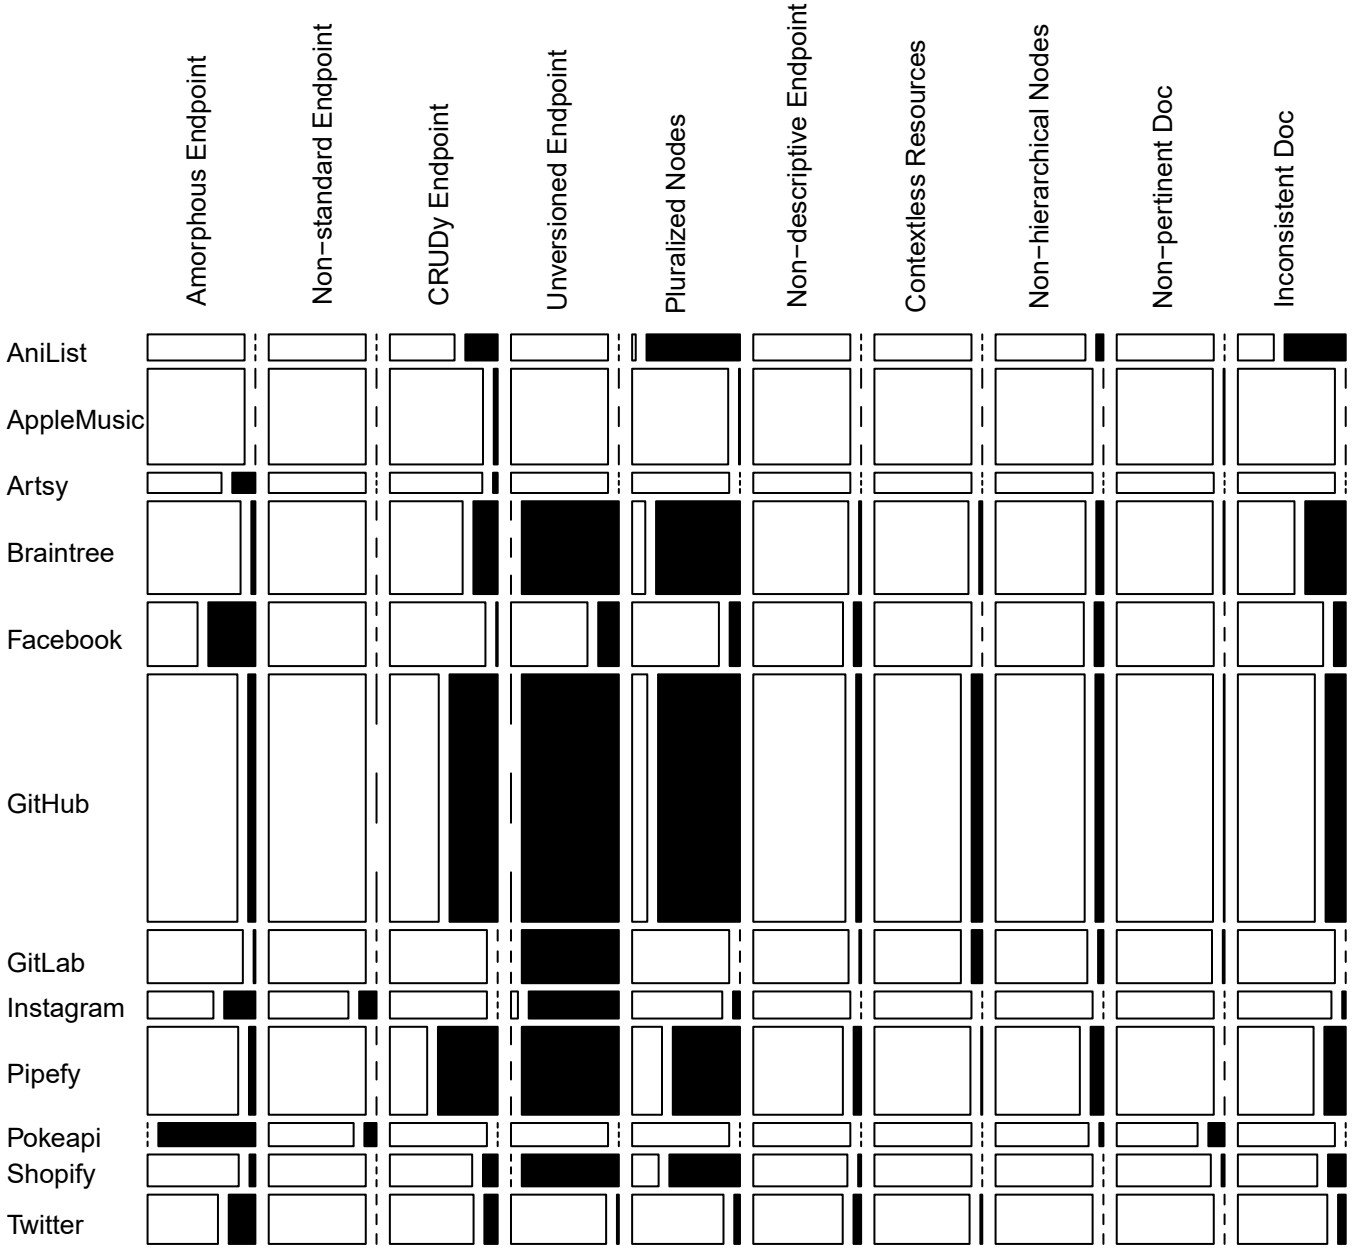 Amorphous Endpoint
Non−standard Endpoint
CRUDy Endpoint
Unversioned Endpoint
Pluralized Nodes
Non−descriptive Endpoint
Contextless Resources
Non−hierarchical Nodes
Non−pertinent Doc
Inconsistent Doc
AniList
AppleMusic
Artsy
Braintree
Facebook
GitHub
GitLab
Instagram
Pipefy
Pokeapi
Shopify
Twitter